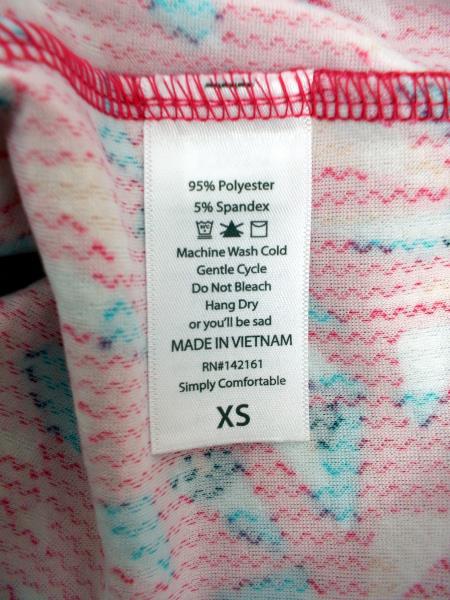 95% Polyester
5% Spandex
Machine Wash Cold
Gentle Cycle
Do Not Bleach
Hang Dry
or you'll be sad
MADE IN VIETNAM
RN#142161
Simply Comfortable
XS